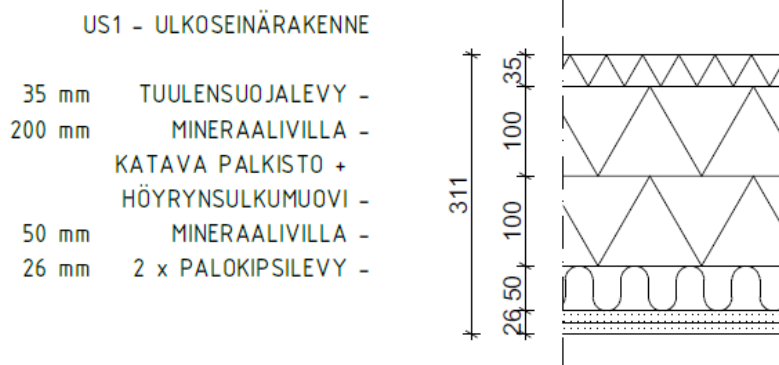 US1 - ULKOSEINÄRAKENNE
35 mm TUULENSUOJALEVY -
200 mm MINERAALIVILLA -
KATAVA PALKISTO +
HÖYRYNSULKUMUOVI -
50 mm MINERAALIVILLA -
26 mm 2 x PALOKIPSILEVY -
311
35
100
100
50
26